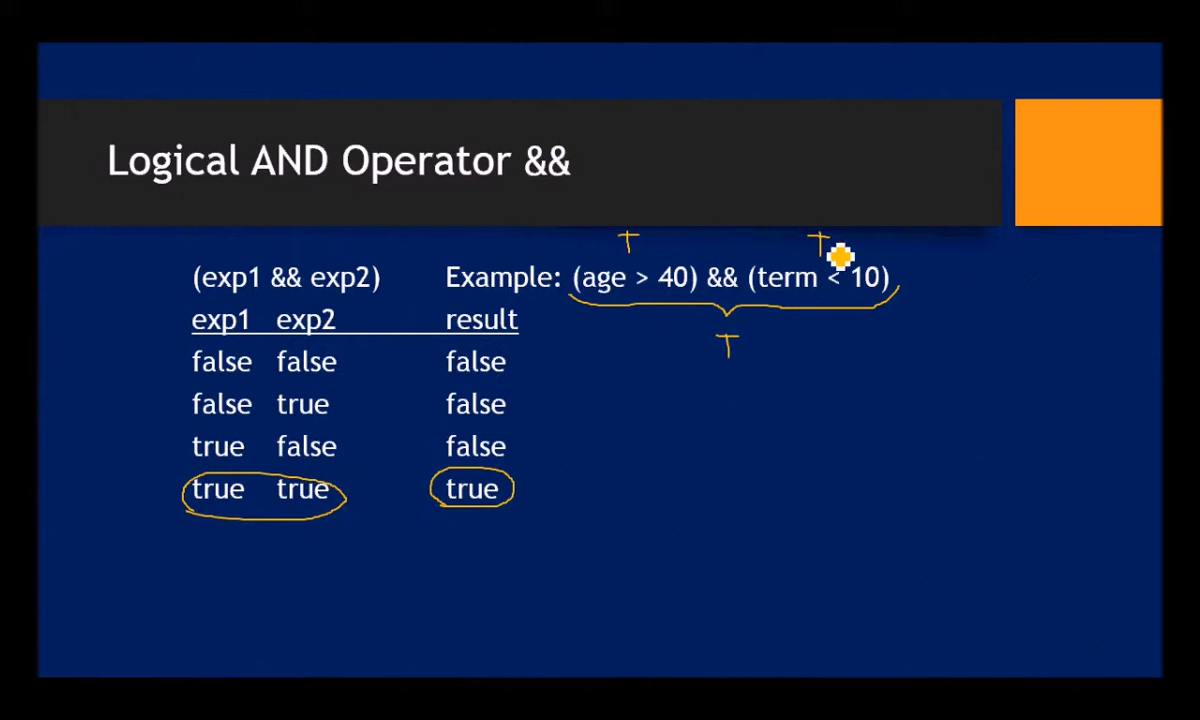 Logical AND Operator &&
T T
(exp1 && exp2) Example: (age > 40) && (term < 10)
exp1 exp2 result
T
false false false
false true false
true false false
true true true